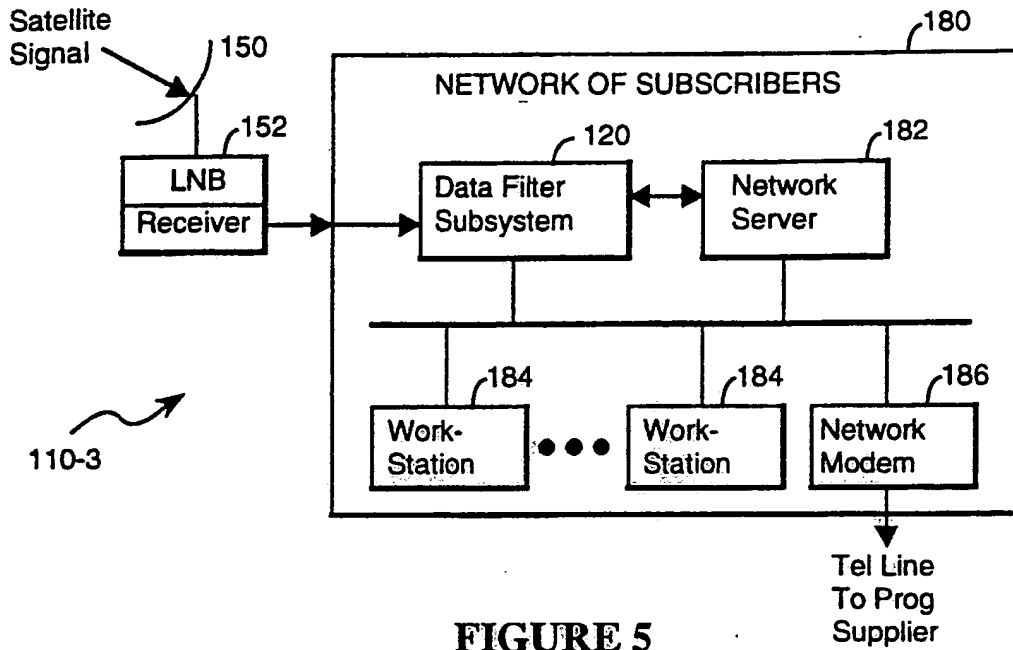 Satellite
Signal
150
180
NETWORK OF SUBSCRIBERS
152
120
182
LNB
Receiver
Data Filter
Subsystem
Network
Server
184
184
186
Work-
Station
Work-
Station
Network
Modem
110-3
Tel Line
To Prog
Supplier
FIGURE 5